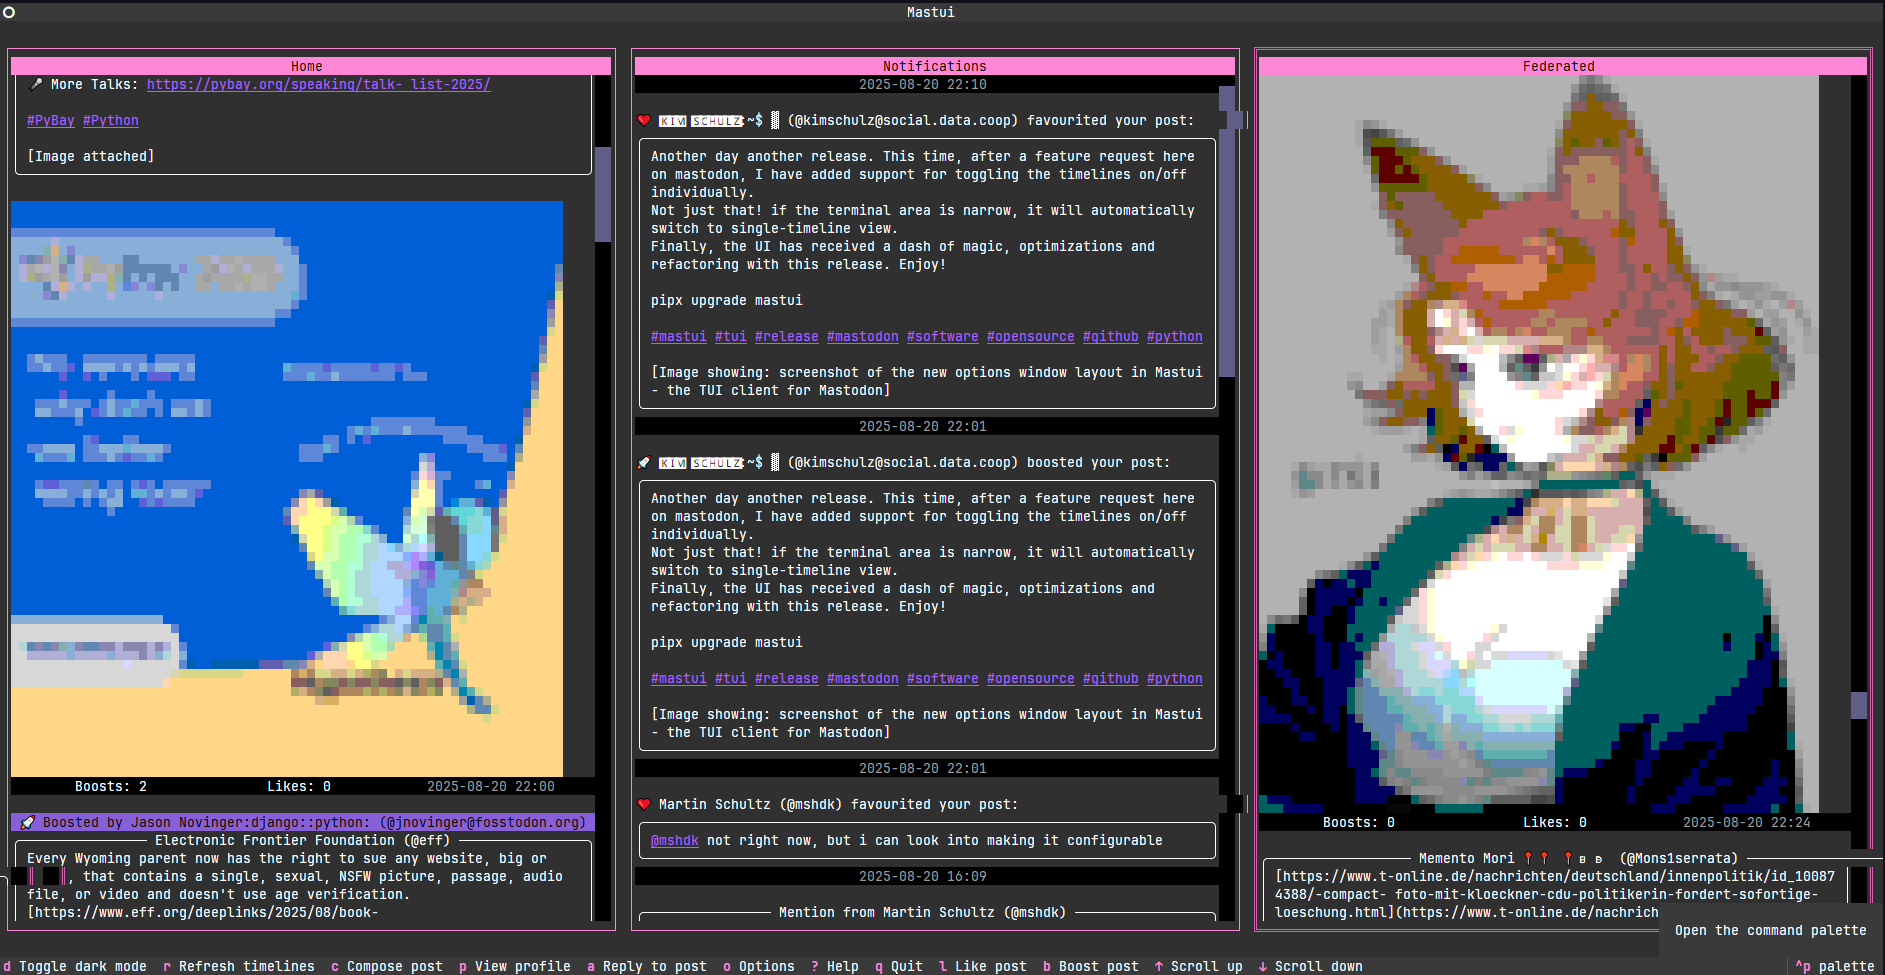 Mastui
Home
🎤 More Talks: https://pybay.org/speaking/talk- list-2025/
#PyBay #Python
[Image attached]
Boosts: 2 Likes: 0 2025-08-20 22:00
🚀 Boosted by Jason Novinger:django::python: (@jnovinger@fosstodon.org)
Electronic Frontier Foundation (@eff)
Every Wyoming parent now has the right to sue any website, big or
, that contains a single, sexual, NSFW picture, passage, audio
file, or video and doesn't use age verification.
[https://www.eff.org/deeplinks/2025/08/book-
Notifications
2025-08-20 22:10
❤️ KIM SCHULZ:~$ ▒ (@kimschulz@social.data.coop) favourited your post:
Another day another release. This time, after a feature request here
on mastodon, I have added support for toggling the timelines on/off
individually.
Not just that! if the terminal area is narrow, it will automatically
switch to single-timeline view.
Finally, the UI has received a dash of magic, optimizations and
refactoring with this release. Enjoy!
pipx upgrade mastui
#mastui #tui #release #mastodon #software #opensource #github #python
[Image showing: screenshot of the new options window layout in Mastui
- the TUI client for Mastodon]
2025-08-20 22:01
🚀 KIM SCHULZ:~$ ▒ (@kimschulz@social.data.coop) boosted your post:
Another day another release. This time, after a feature request here
on mastodon, I have added support for toggling the timelines on/off
individually.
Not just that! if the terminal area is narrow, it will automatically
switch to single-timeline view.
Finally, the UI has received a dash of magic, optimizations and
refactoring with this release. Enjoy!
pipx upgrade mastui
#mastui #tui #release #mastodon #software #opensource #github #python
[Image showing: screenshot of the new options window layout in Mastui
- the TUI client for Mastodon]
2025-08-20 22:01
❤️ Martin Schultz (@mshdk) favourited your post:
@mshdk not right now, but i can look into making it configurable
2025-08-20 16:09
Mention from Martin Schultz (@mshdk)
Federated
Boosts: 0 Likes: 0 2025-08-20 22:24
Memento Mori 📍📍 📍 (@Mons1serrata)
[https://www.t-online.de/nachrichten/deutschland/innenpolitik/id_10087
4388/-compact- foto-mit-kloeckner-cdu-politikerin-fordert-sofortige-
loeschung.html](https://www.t-online.de/nachrich
Open the command palette
d Toggle dark mode r Refresh timelines c Compose post p View profile a Reply to post o Options ? Help q Quit l Like post b Boost post ↑ Scroll up ↓ Scroll down ^p palette